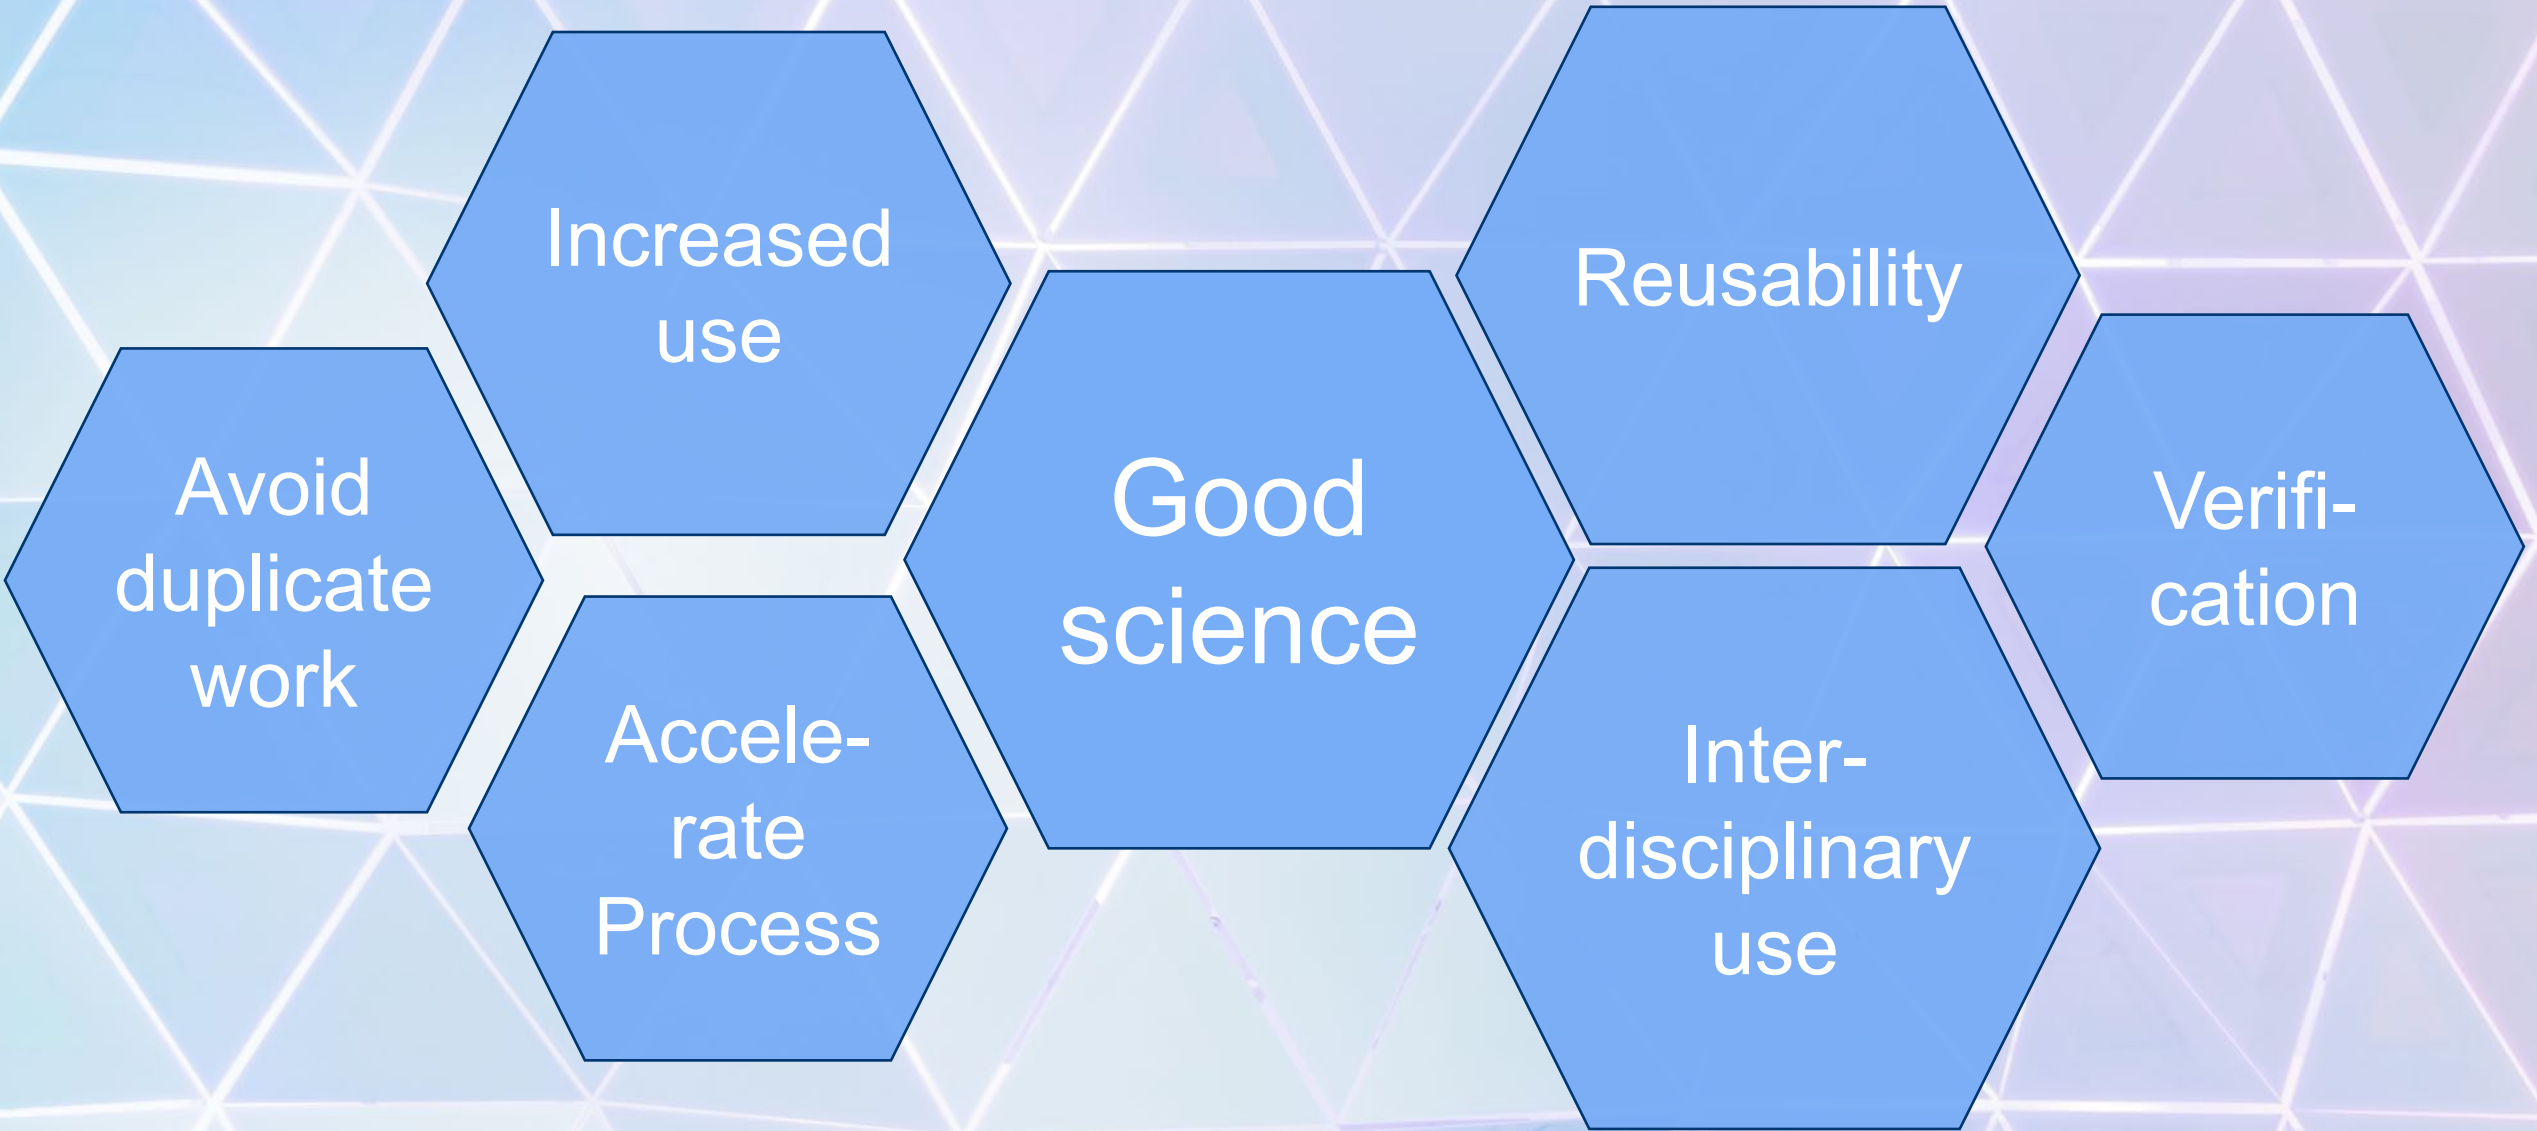 Increased
use
Reusability
Avoid
duplicate
work
Good
science
Verifi-
cation
Accele-
rate
Process
Inter-
disciplinary
use